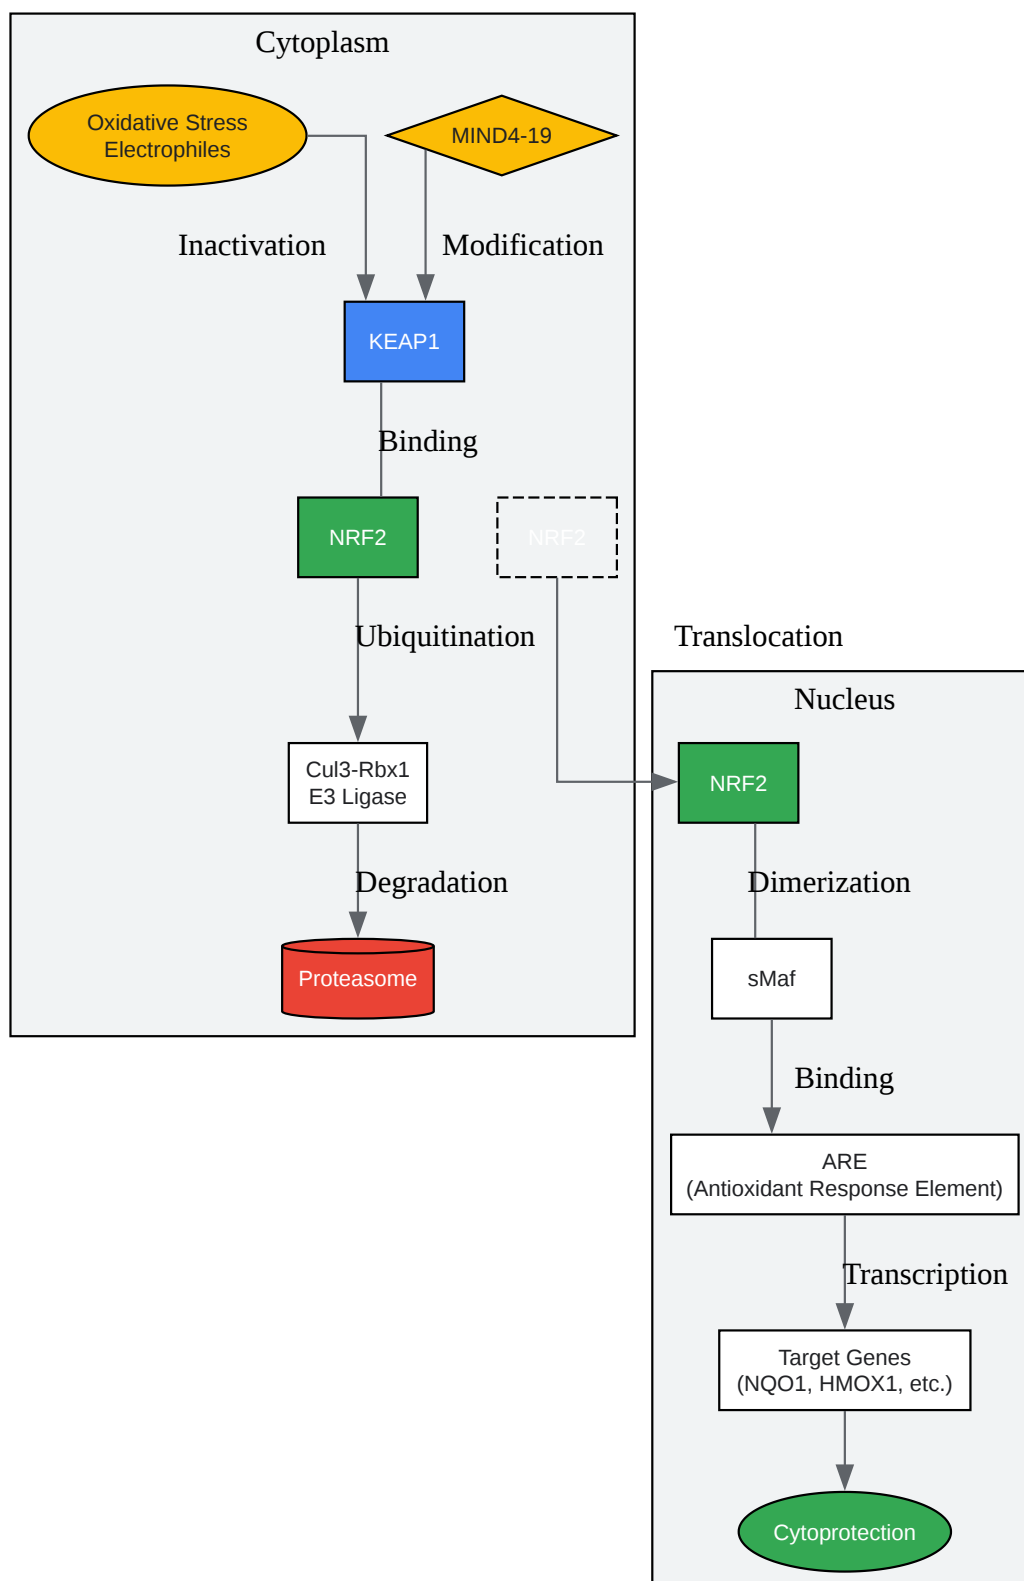 Cytoplasm
Oxidative Stress
Electrophiles
MIND4-19
Inactivation
Modification
KEAP1
Binding
NRF2
NRF2
Ubiquitination
Translocation
Nucleus
Cul3-Rbx1
E3 Ligase
NRF2
Degradation
Dimerization
Proteasome
sMaf
Binding
ARE
(Antioxidant Response Element)
Transcription
Target Genes
(NQO1, HMOX1, etc.)
Cytoprotection